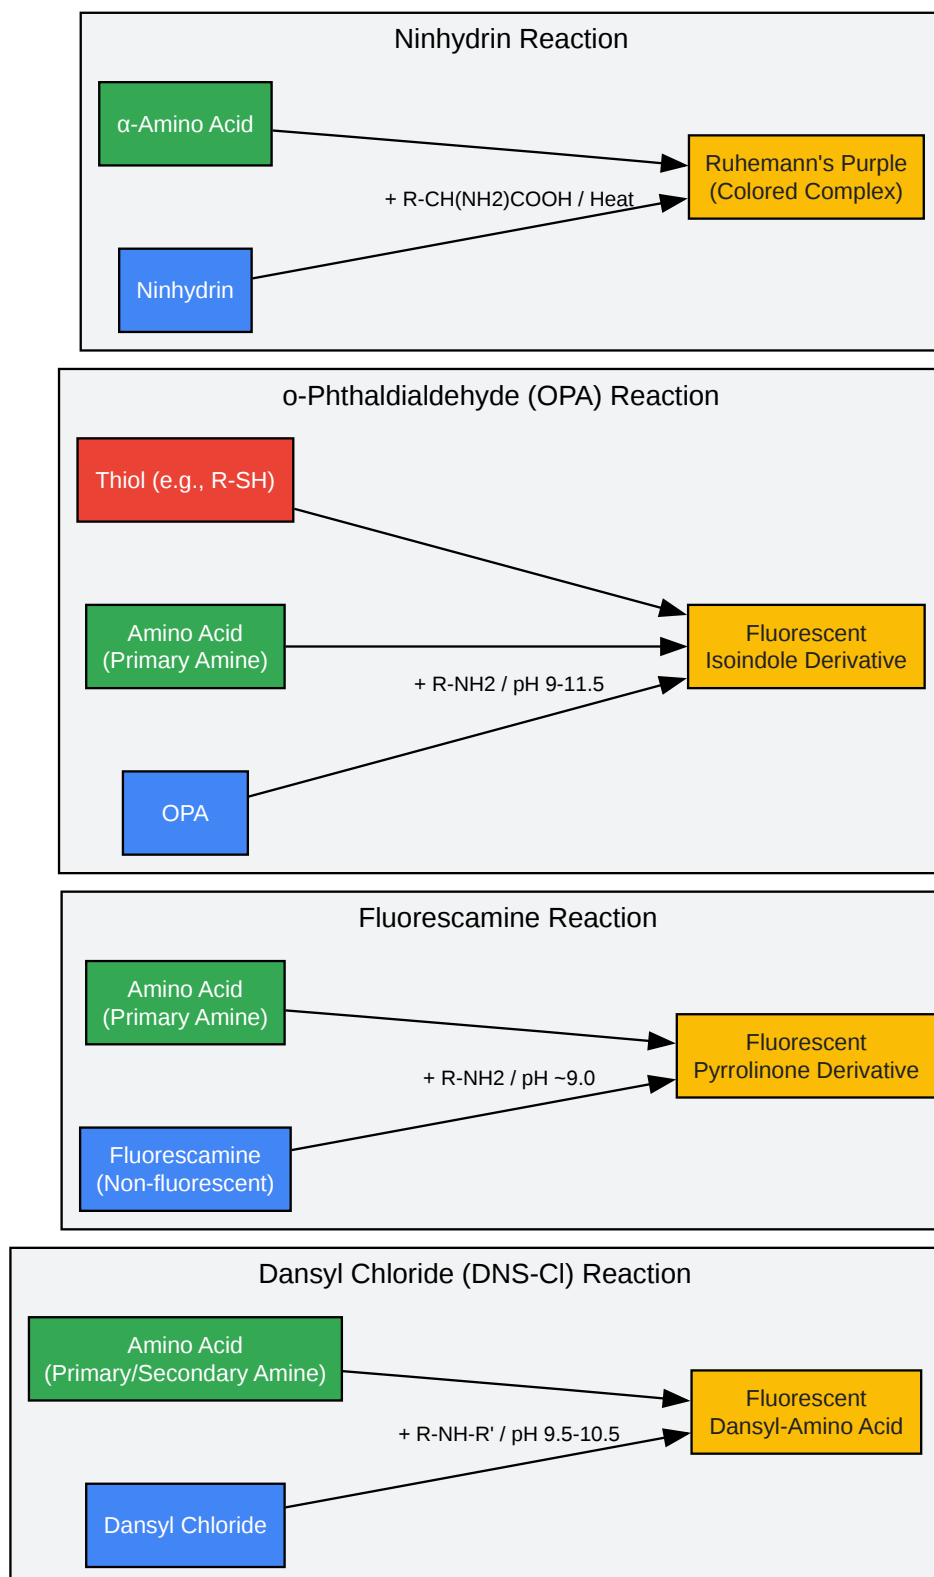 Ninhydrin Reaction
α-Amino Acid
Ruhemann's Purple
(Colored Complex)
+ R-CH(NH2)COOH / Heat
Ninhydrin
o-Phthaldialdehyde (OPA) Reaction
Thiol (e.g., R-SH)
Amino Acid
(Primary Amine)
Fluorescent
Isoindole Derivative
+ R-NH2 / pH 9-11.5
OPA
Fluorescamine Reaction
Amino Acid
(Primary Amine)
Fluorescent
Pyrrolinone Derivative
+ R-NH2 / pH ~9.0
Fluorescamine
(Non-fluorescent)
Dansyl Chloride (DNS-Cl) Reaction
Amino Acid
(Primary/Secondary Amine)
Fluorescent
Dansyl-Amino Acid
+ R-NH-R' / pH 9.5-10.5
Dansyl Chloride